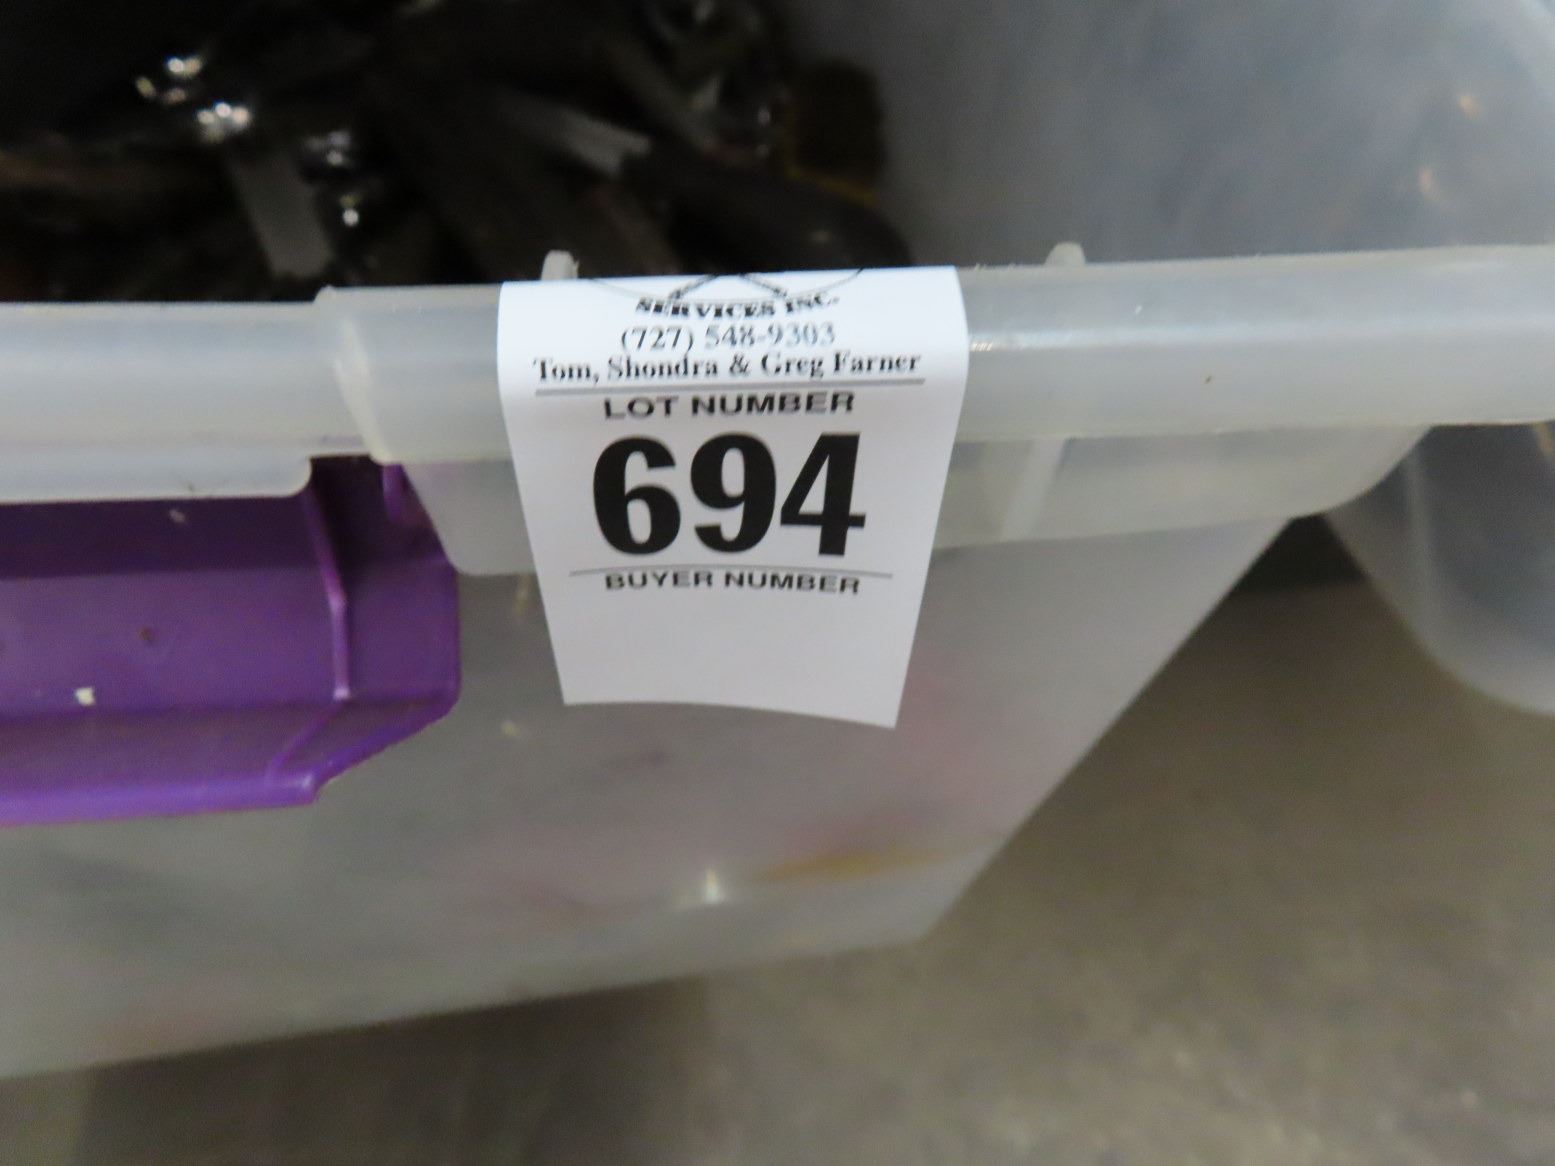 SERVICES INC.
(727) 548-9303
Tom, Shondra & Greg Farner
LOT NUMBER
694
BUYER NUMBER